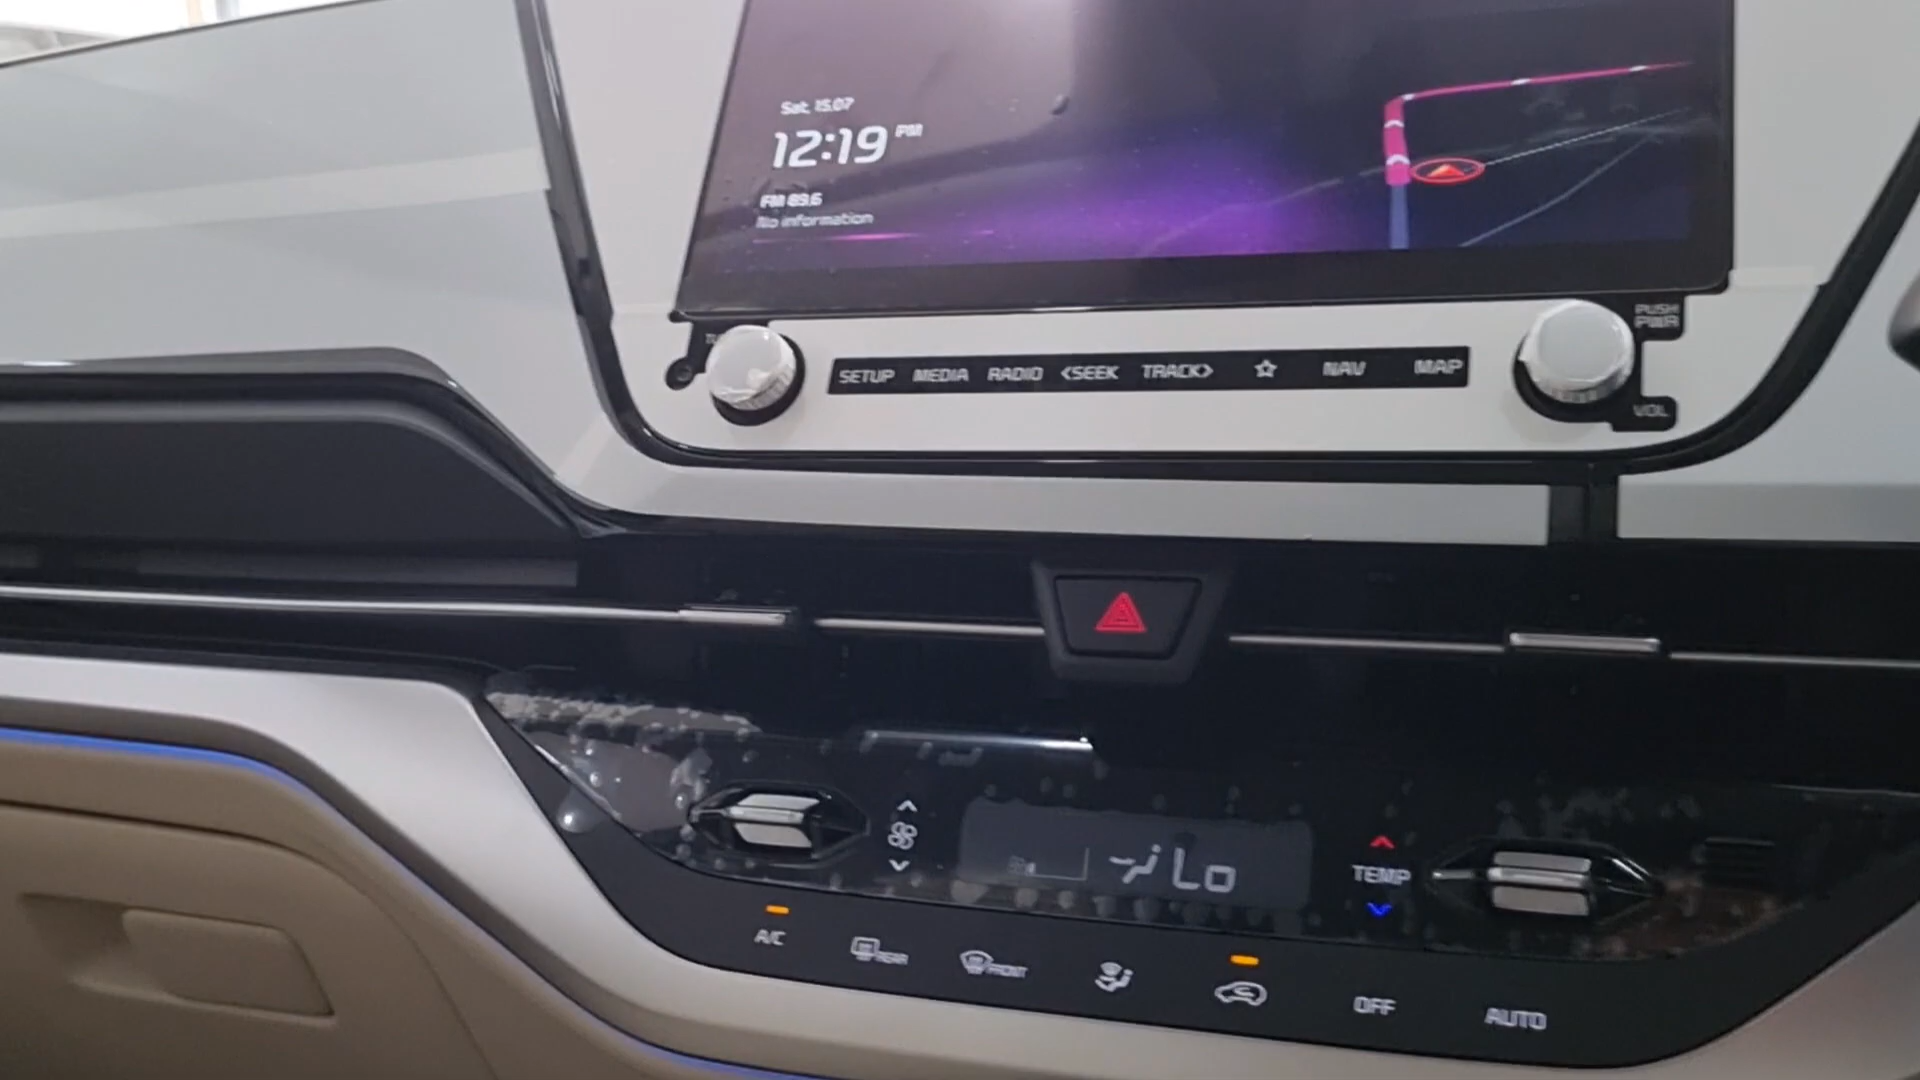 Sat, 15.07
12:19 PM
FM 89.6
No information
PUSH
PWR
SETUP MEDIA RADIO <SEEK TRACK> NAV MAP
VOL
Lo
TEMP
A/C
REAR
FRONT
OFF
AUTO